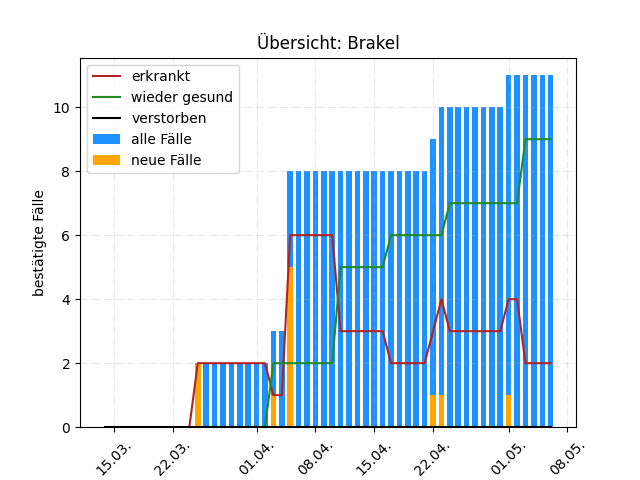 Übersicht: Brakel
erkrankt
wieder gesund
verstorben
alle Fälle
neue Fälle
bestätigte Fälle
10
8
6
4
2
0
15.03.
22.03.
01.04.
08.04.
15.04.
22.04.
01.05.
08.05.